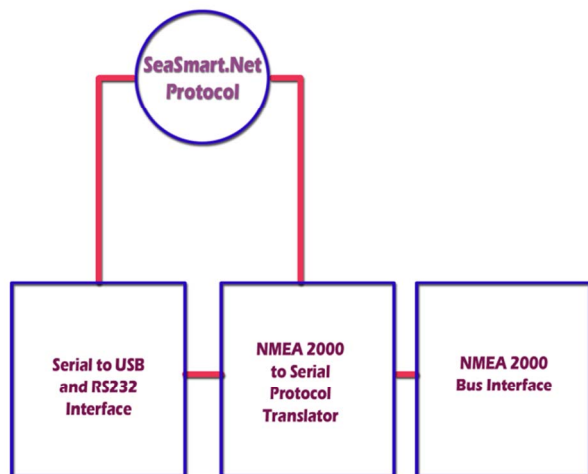 SeaSmart.Net
Protocol
Serial to USB
and RS232
Interface
NMEA 2000
to Serial
Protocol
Translator
NMEA 2000
Bus Interface